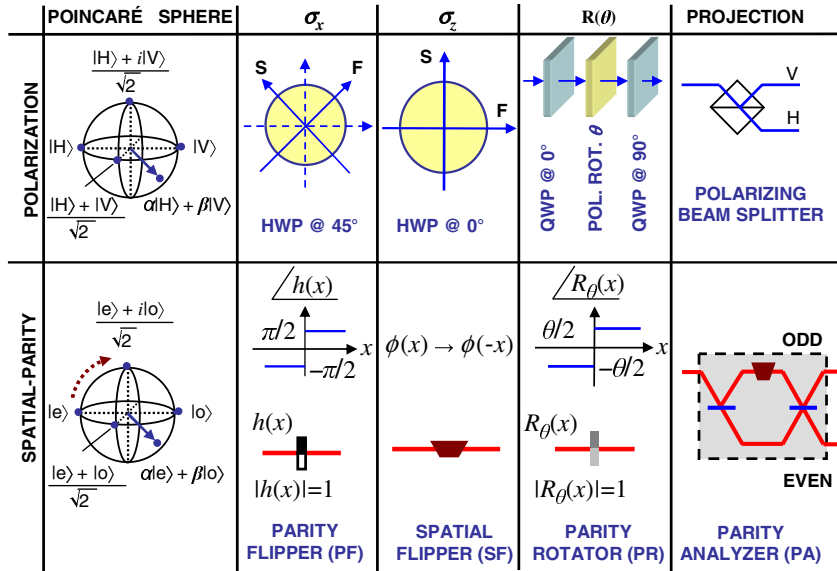 POINCARÉ SPHERE
σx
σz
R(θ)
PROJECTION
POLARIZATION
|H⟩ + i|V⟩
√2
|H⟩
|V⟩
|H⟩ + |V⟩
√2
α|H⟩ + β|V⟩
S
F
HWP @ 45°
S
F
HWP @ 0°
QWP @ 0°
POL. ROT. θ
QWP @ 90°
V
H
POLARIZING
BEAM SPLITTER
SPATIAL-PARITY
|e⟩ + i|o⟩
√2
|e⟩
|o⟩
|e⟩ + |o⟩
√2
α|e⟩ + β|o⟩
∠h(x)
π/2
x
−π/2
h(x)
|h(x)|=1
PARITY
FLIPPER (PF)
ϕ(x) → ϕ(-x)
SPATIAL
FLIPPER (SF)
∠Rθ(x)
θ/2
x
−θ/2
Rθ(x)
|Rθ(x)|=1
PARITY
ROTATOR (PR)
ODD
EVEN
PARITY
ANALYZER (PA)